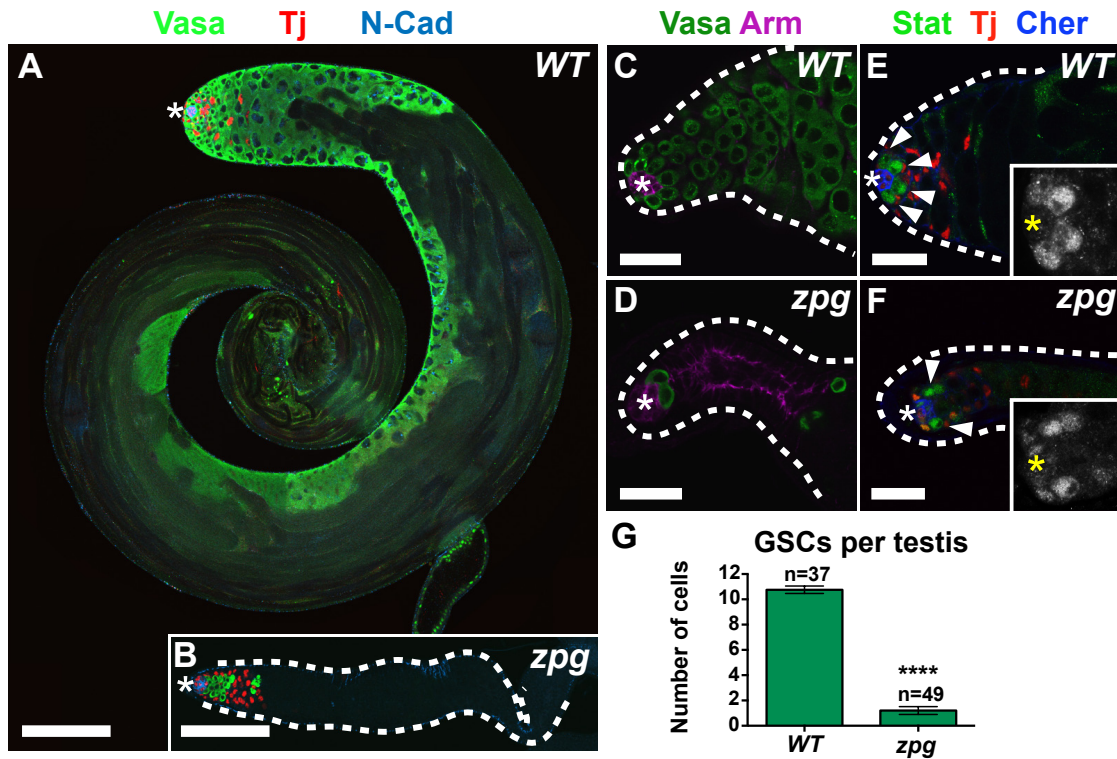 Vasa Tj N-Cad
Vasa Arm
Stat Tj Cher
A
WT
*
B
zpg
*
C
WT
*
D
zpg
*
E
WT
*
*
F
zpg
*
*
G
GSCs per testis
Number of cells
12
10
8
6
4
2
0
n=37
****
n=49
WT
zpg